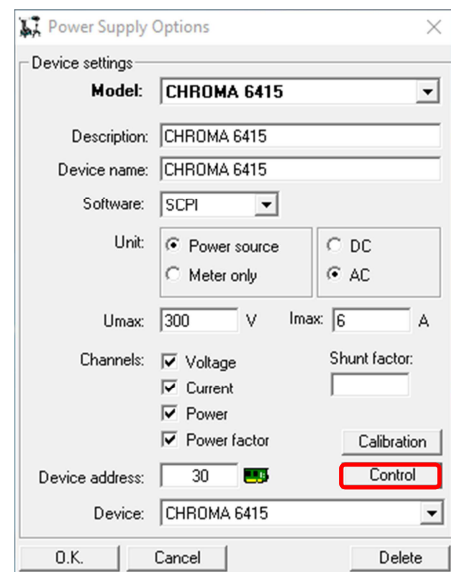 Power Supply Options
Device settings
Model: CHROMA 6415
Description: CHROMA 6415
Device name: CHROMA 6415
Software: SCPI
Unit: Power source DC
Meter only AC
Umax: 300 V Imax: 6 A
Channels: Voltage Shunt factor:
Current
Power
Power factor Calibration
Device address: 30 Control
Device: CHROMA 6415
O.K. Cancel Delete